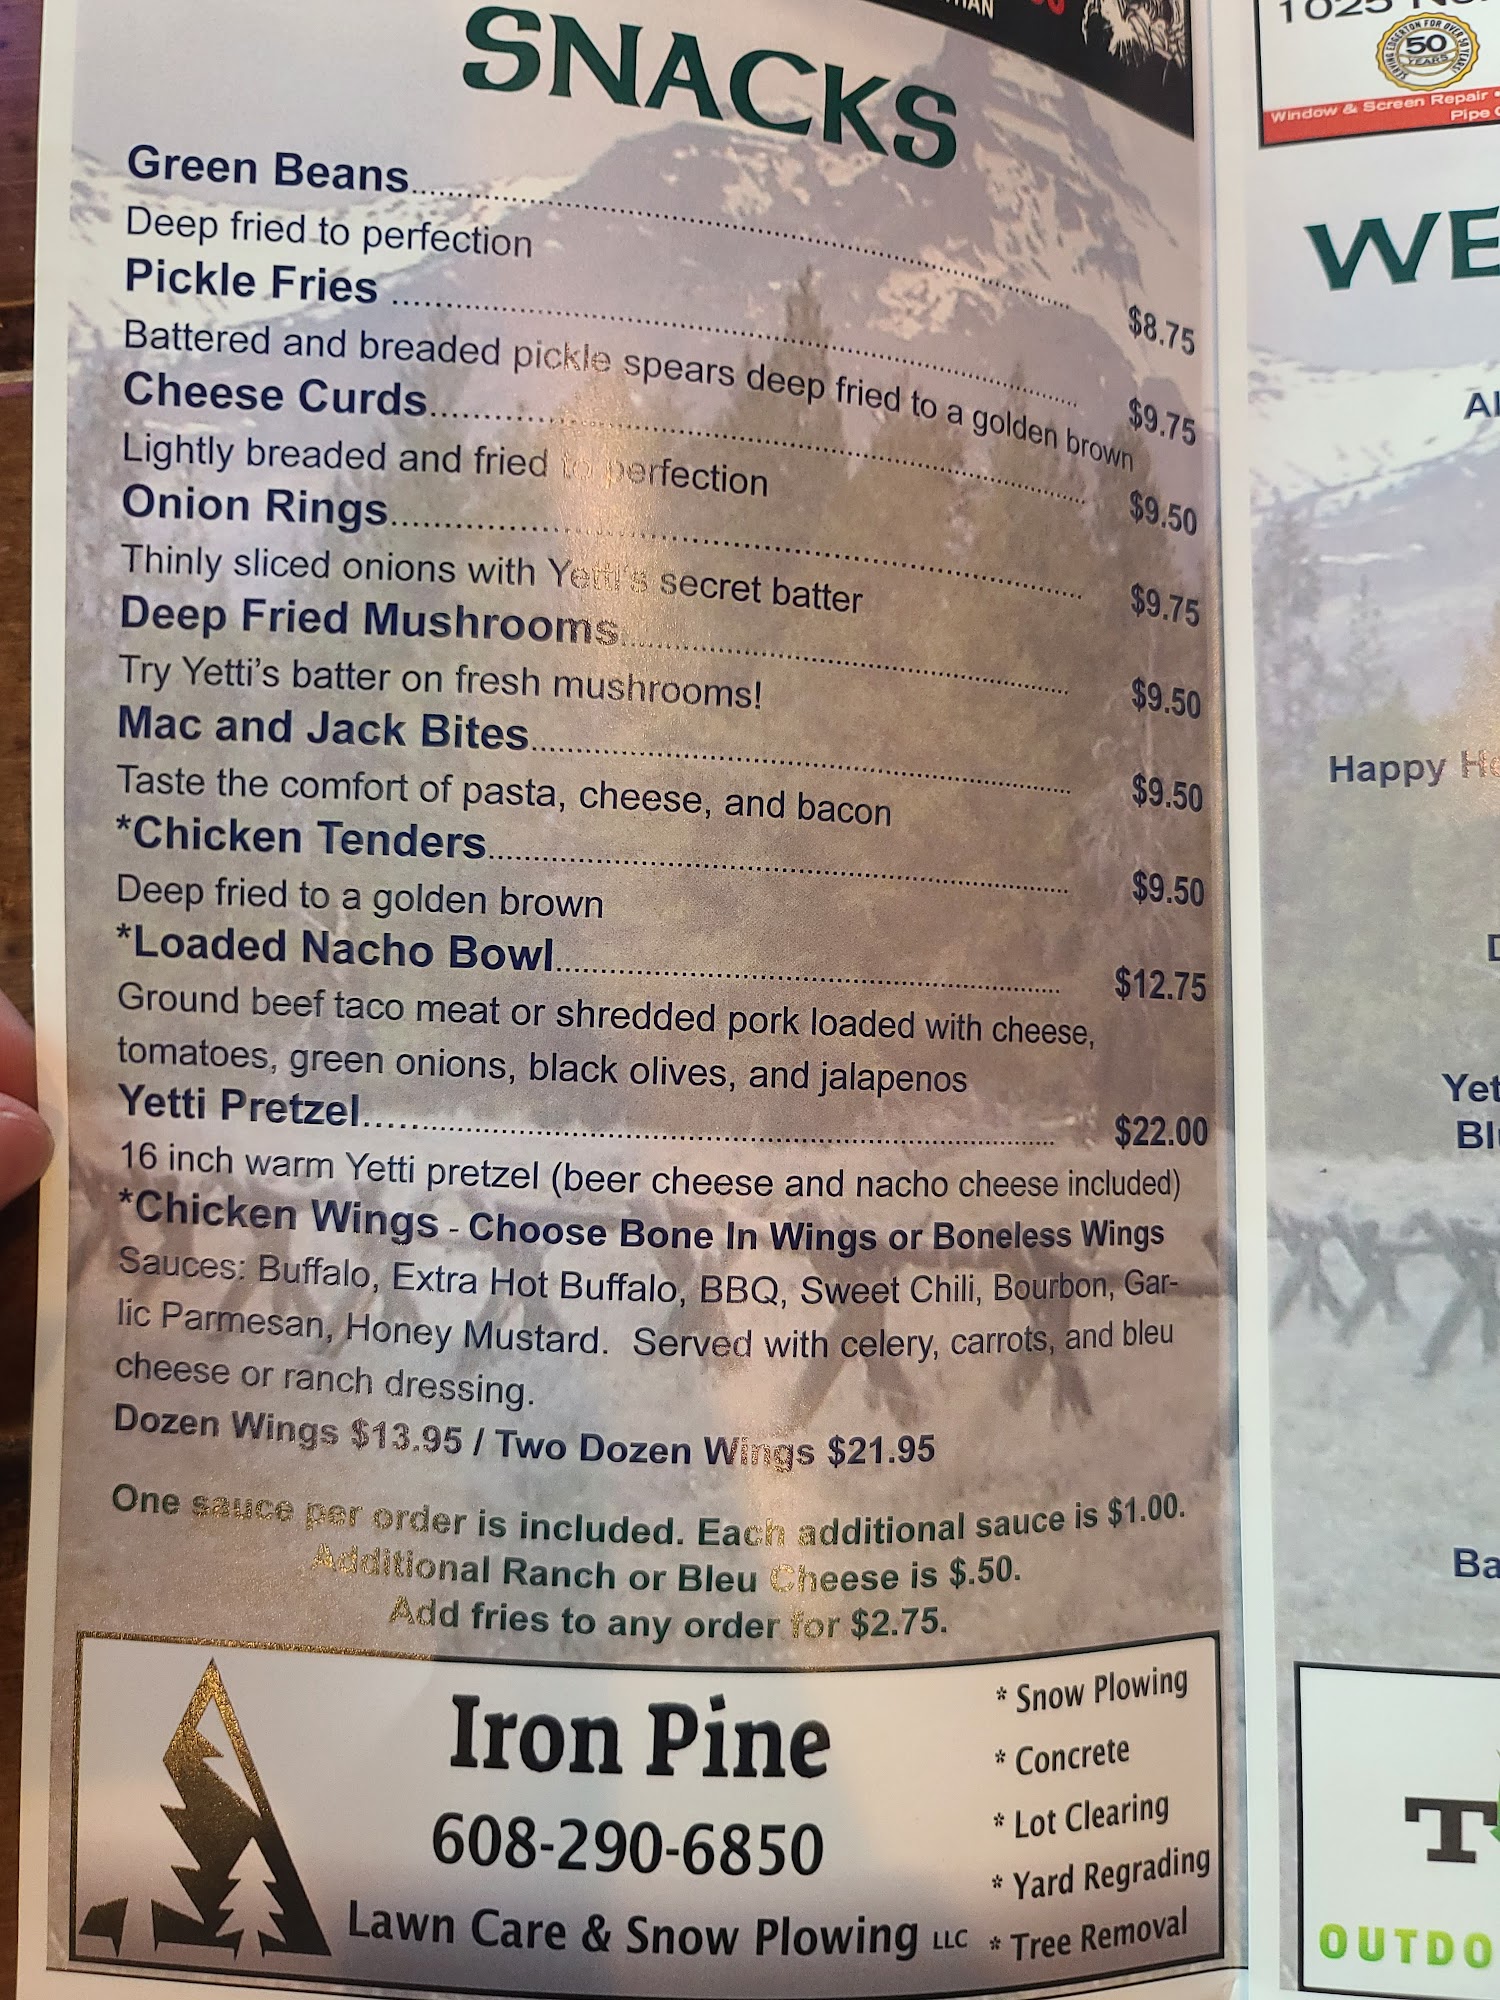 SNACKS
Green Beans $8.75
Deep fried to perfection
Pickle Fries $9.75
Battered and breaded pickle spears deep fried to a golden brown
Cheese Curds $9.50
Lightly breaded and fried to perfection
Onion Rings $9.75
Thinly sliced onions with Yetti's secret batter
Deep Fried Mushrooms $9.50
Try Yetti's batter on fresh mushrooms!
Mac and Jack Bites $9.50
Taste the comfort of pasta, cheese, and bacon
*Chicken Tenders $9.50
Deep fried to a golden brown
*Loaded Nacho Bowl $12.75
Ground beef taco meat or shredded pork loaded with cheese,
tomatoes, green onions, black olives, and jalapenos
Yetti Pretzel $22.00
16 inch warm Yetti pretzel (beer cheese and nacho cheese included)
*Chicken Wings - Choose Bone In Wings or Boneless Wings
Sauces: Buffalo, Extra Hot Buffalo, BBQ, Sweet Chili, Bourbon, Gar-
lic Parmesan, Honey Mustard. Served with celery, carrots, and bleu
cheese or ranch dressing.
Dozen Wings $13.95 / Two Dozen Wings $21.95
One sauce per order is included. Each additional sauce is $1.00.
Additional Ranch or Bleu Cheese is $.50.
Add fries to any order for $2.75.
Iron Pine
608-290-6850
Lawn Care & Snow Plowing LLC
* Snow Plowing
* Concrete
* Lot Clearing
* Yard Regrading
* Tree Removal
SERVING EDGERTON FOR OVER 50 YEARS!
50
YEARS
Window & Screen Repair •
Pipe
WE
Happy
Yet
Ba
OUTDO